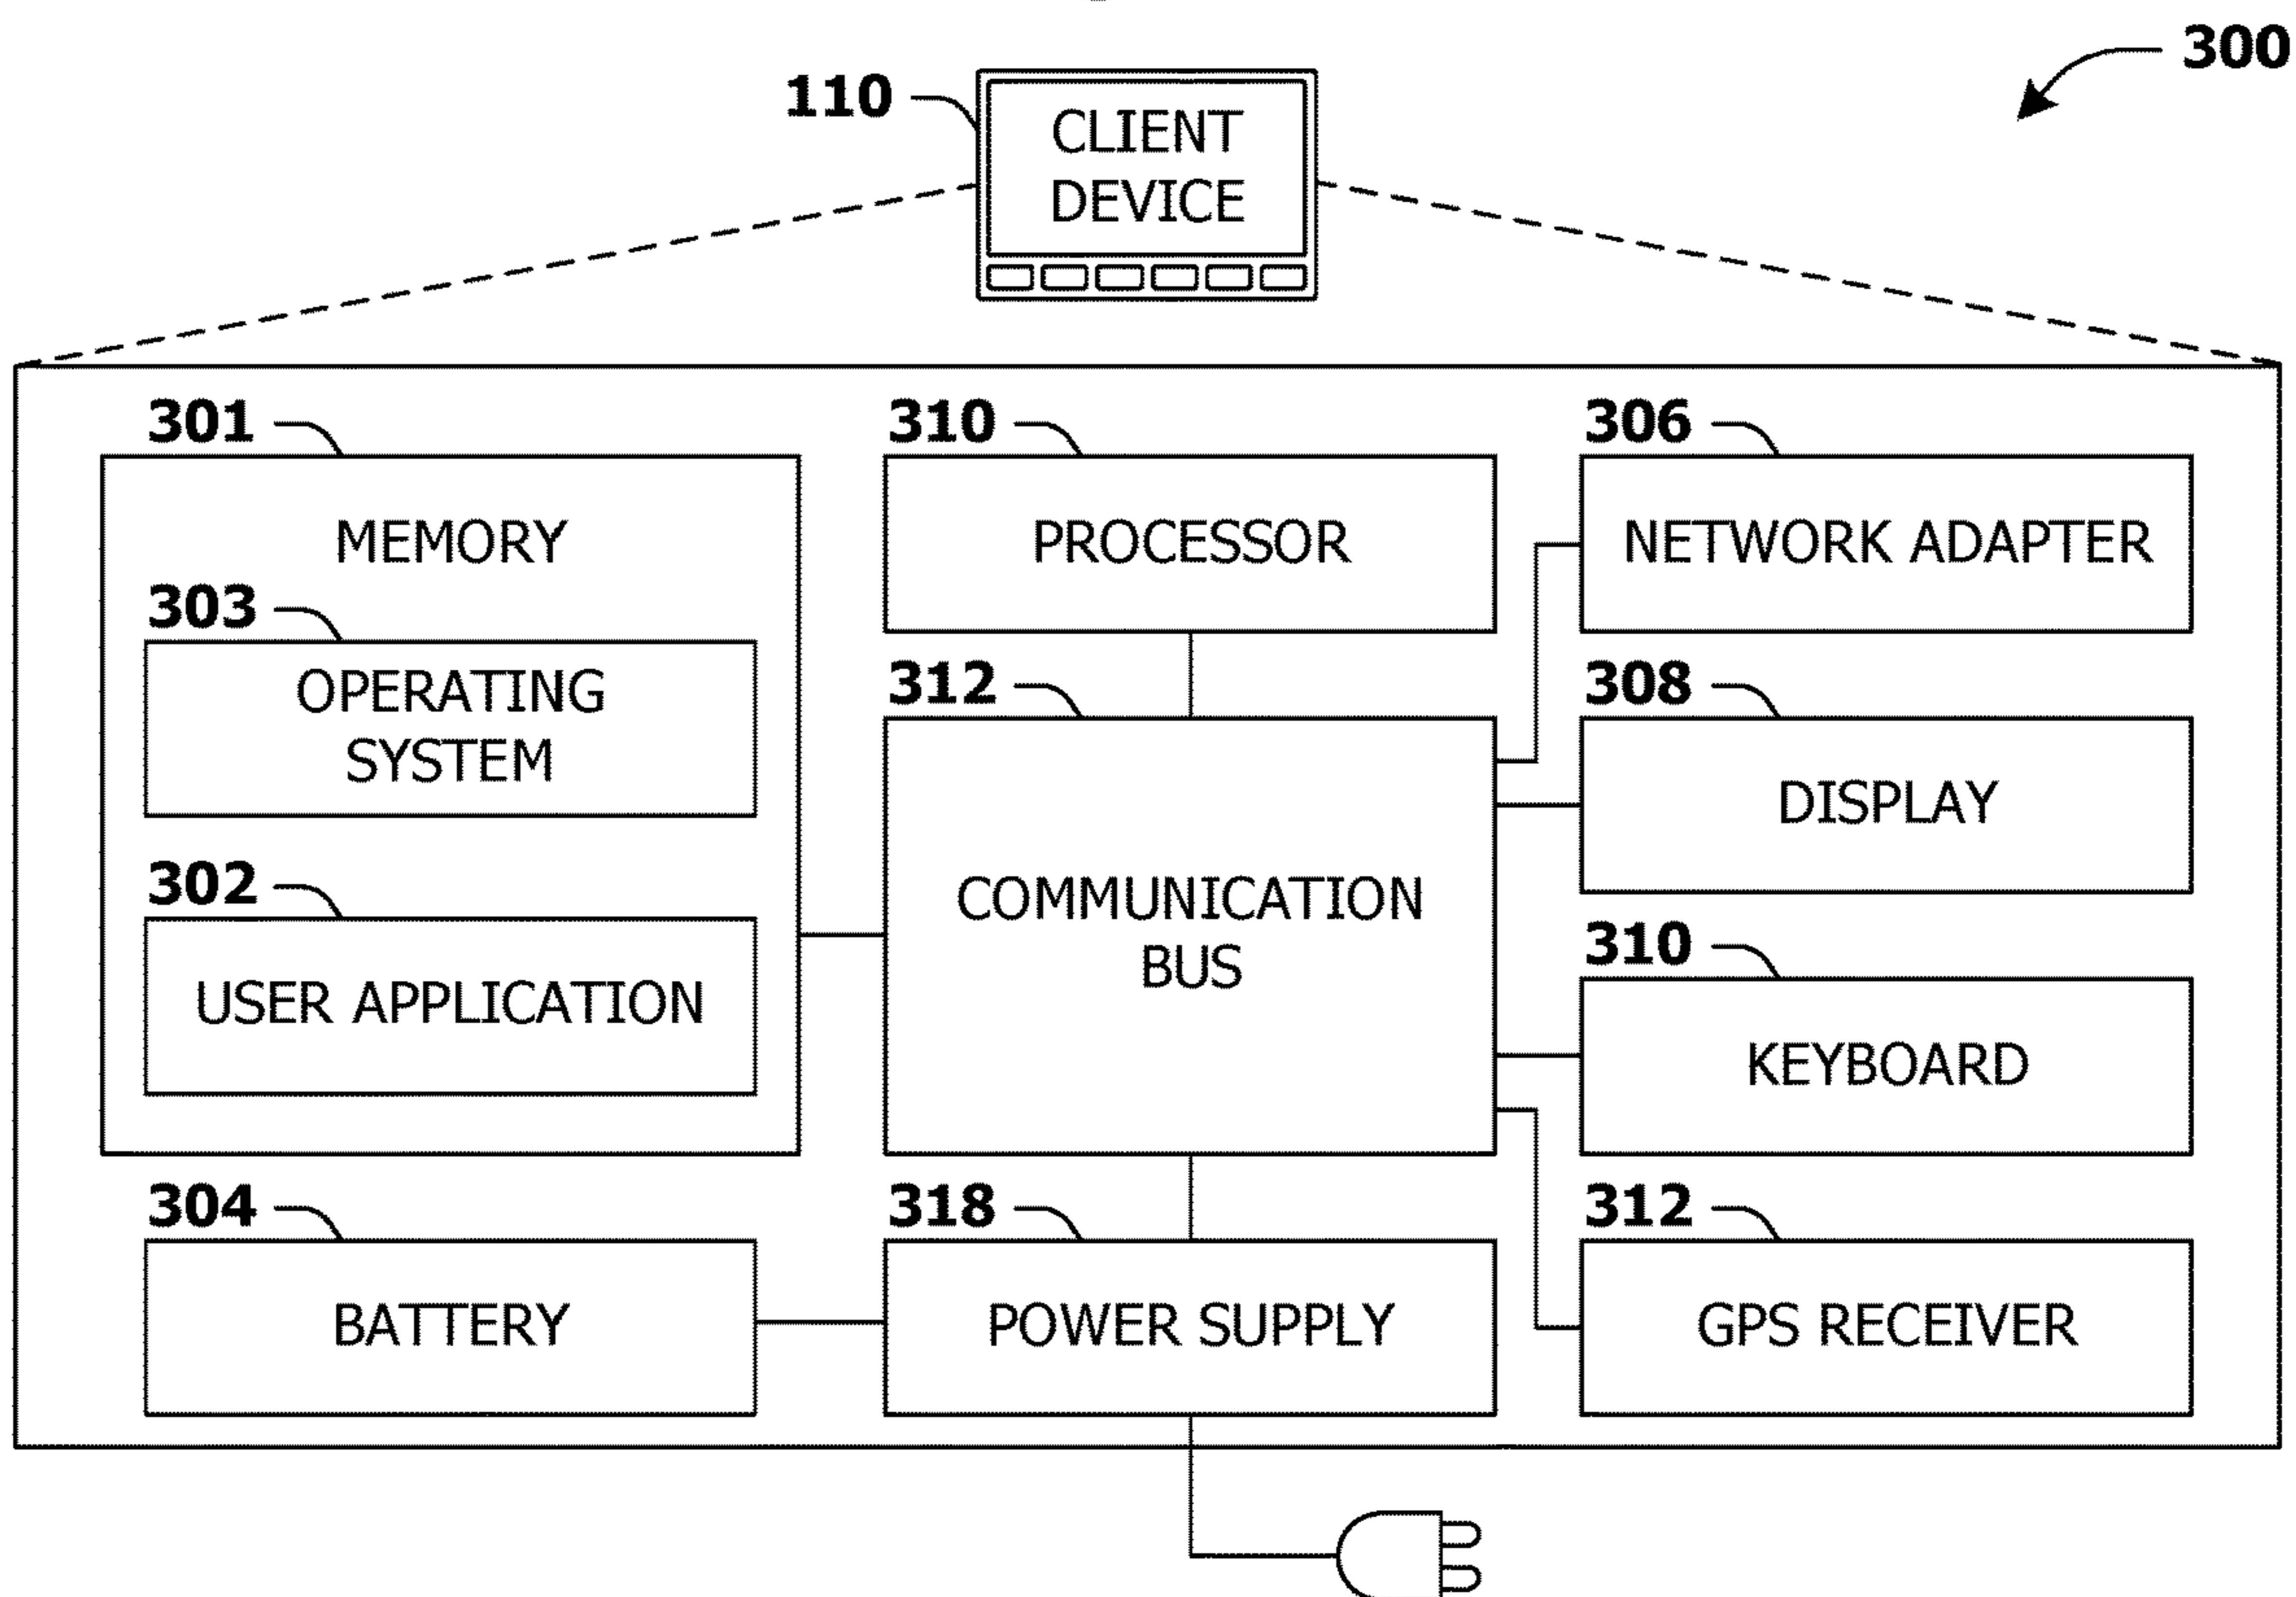 300
110
CLIENT
DEVICE
301
310
306
MEMORY
PROCESSOR
NETWORK ADAPTER
303
312
308
OPERATING
SYSTEM
DISPLAY
302
COMMUNICATION
BUS
310
USER APPLICATION
KEYBOARD
304
318
312
BATTERY
POWER SUPPLY
GPS RECEIVER